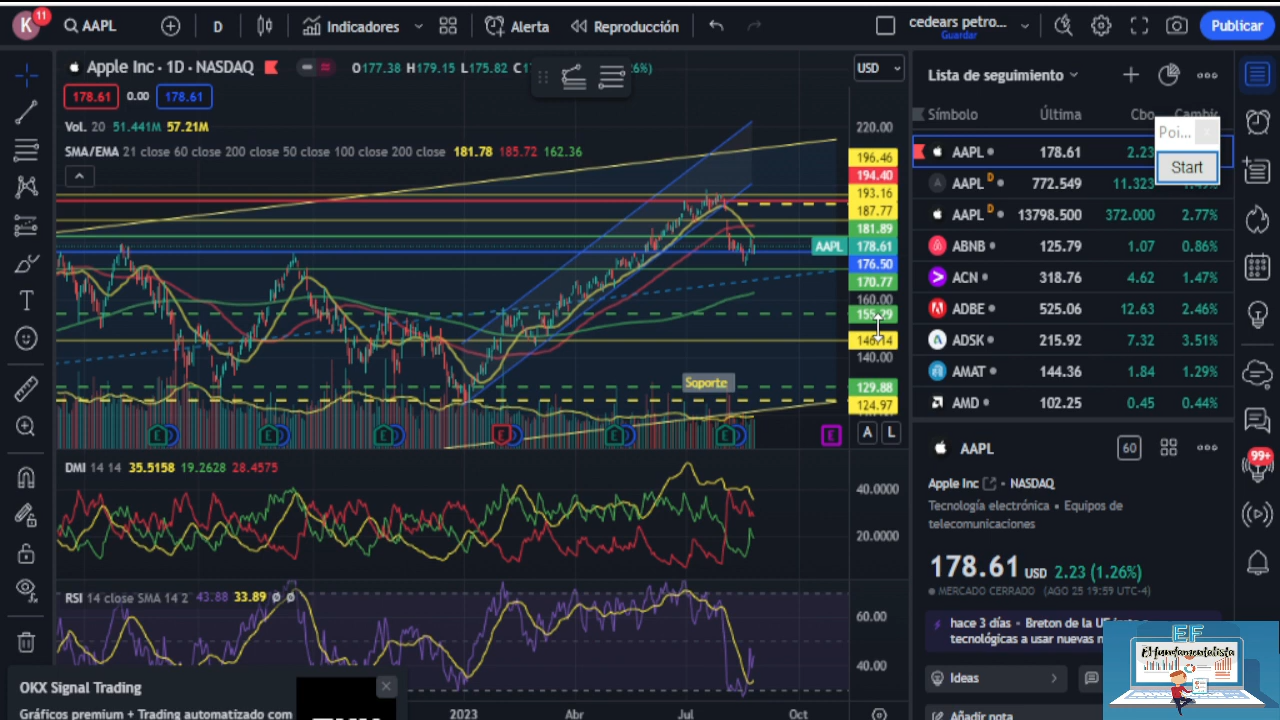 K 11 AAPL D Indicadores Alerta Reproducción cedears petro... Publicar
Guardar
Apple Inc · 1D · NASDAQ O177.38 H179.15 L175.82
178.61 0.00 178.61
Vol. 20 51.441M 57.21M
SMA/EMA 21 close 60 close 200 close 50 close 100 close 200 close 181.78 185.72 162.36
USD
220.00
196.46
194.40
193.16
187.77
181.89
AAPL 178.61
176.50
170.77
160.00
146.14
140.00
129.88
124.97
Soporte
E E E E E E E
A L
DMI 14 14 35.5158 19.2628 28.4575
40.0000
20.0000
RSI 14 close SMA 14 2 43.88 33.89 Ø Ø
60.00
40.00
2023 Abr Jul Oct
OKX Signal Trading
Gráficos premium + Trading automatizado com
Lista de seguimiento
Símbolo Última Cbo
Poi...
Start
AAPL 178.61 2.23
AAPL D 772.549 11.323
AAPL D 13798.500 372.000 2.77%
ABNB 125.79 1.07 0.86%
ACN 318.76 4.62 1.47%
ADBE 525.06 12.63 2.46%
ADSK 215.92 7.32 3.51%
AMAT 144.36 1.84 1.29%
AMD 102.25 0.45 0.44%
AAPL 60
Apple Inc • NASDAQ
Tecnología electrónica • Equipos de
telecomunicaciones
178.61 USD 2.23 (1.26%)
MERCADO CERRADO (AGO 25 19:59 UTC-4)
hace 3 días • Breton de la UE
tecnológicas a usar nuevas
Ideas
Añadir nota
99+
EF
El fundamentalista